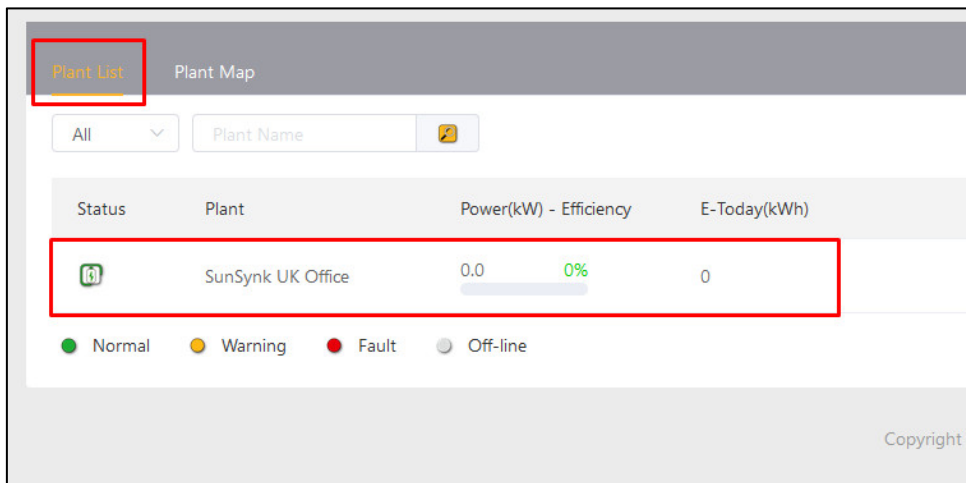 Plant List Plant Map
All Plant Name
Status Plant Power(kW) - Efficiency E-Today(kWh)
SunSynk UK Office 0.0 0% 0
Normal Warning Fault Off-line
Copyright